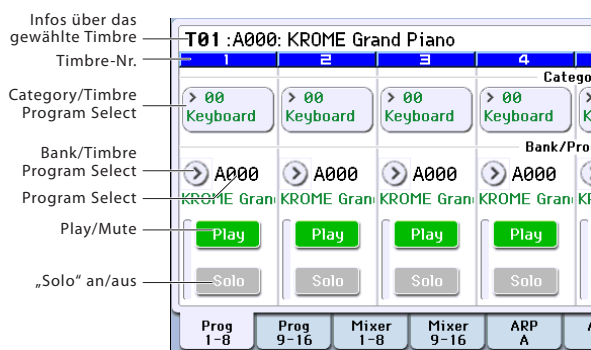 Infos über das
gewählte Timbre
T01 :A000: KROME Grand Piano
Timbre-Nr.
1 2 3 4
Catego
Category/Timbre
Program Select
> 00 > 00 > 00 > 00
Keyboard Keyboard Keyboard Keyboard
Bank/Pro
Bank/Timbre
Program Select
A000 A000 A000 A000
Program Select
KROME Gran KROME Gran KROME Gran KROME Gran
Play/Mute
Play Play Play Play
„Solo“ an/aus
Solo Solo Solo Solo
Prog Prog Mixer Mixer ARP
1-8 9-16 1-8 9-16 A